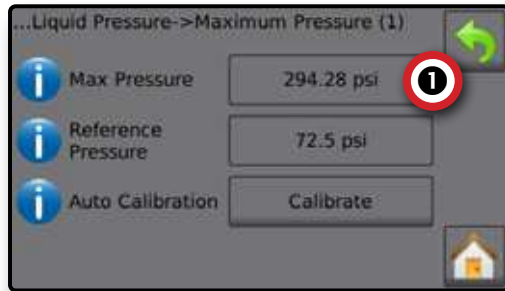 ...Liquid Pressure->Maximum Pressure (1)
Max Pressure 294.28 psi 1
Reference
Pressure 72.5 psi
Auto Calibration Calibrate